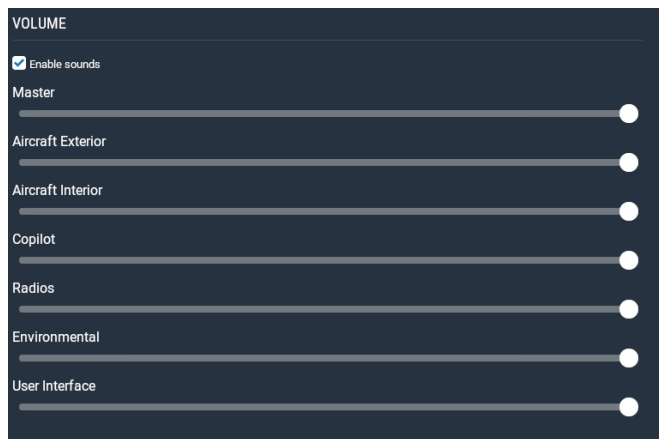 VOLUME
Enable sounds
Master
Aircraft Exterior
Aircraft Interior
Copilot
Radios
Environmental
User Interface